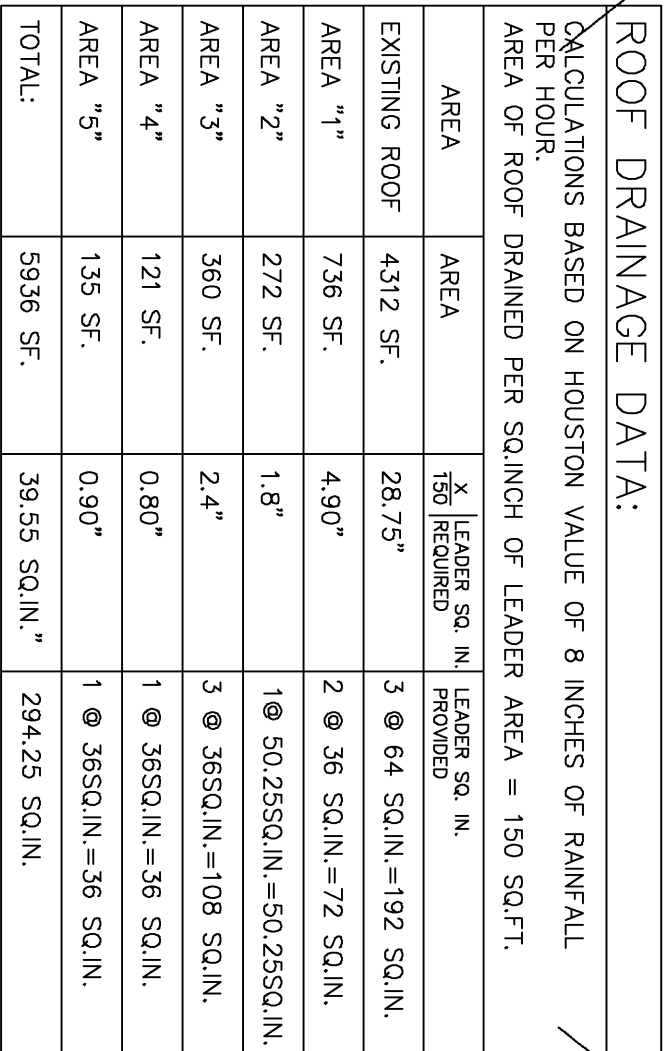 ROOF DRAINAGE DATA:
CALCULATIONS BASED ON HOUSTON VALUE OF 8 INCHES OF RAINFALL
PER HOUR.
AREA OF ROOF DRAINED PER SQ.INCH OF LEADER AREA = 150 SQ.FT.
AREA AREA X/150 LEADER SQ. IN. REQUIRED LEADER SQ. IN. PROVIDED
EXISTING ROOF 4312 SF. 28.75" 3 @ 64 SQ.IN.=192 SQ.IN.
AREA "1" 736 SF. 4.90" 2 @ 36 SQ.IN.=72 SQ.IN.
AREA "2" 272 SF. 1.8" 1@ 50.25SQ.IN.=50.25SQ.IN.
AREA "3" 360 SF. 2.4" 3 @ 36SQ.IN.=108 SQ.IN.
AREA "4" 121 SF. 0.80" 1 @ 36SQ.IN.=36 SQ.IN.
AREA "5" 135 SF. 0.90" 1 @ 36SQ.IN.=36 SQ.IN.
TOTAL: 5936 SF. 39.55 SQ.IN." 294.25 SQ.IN.